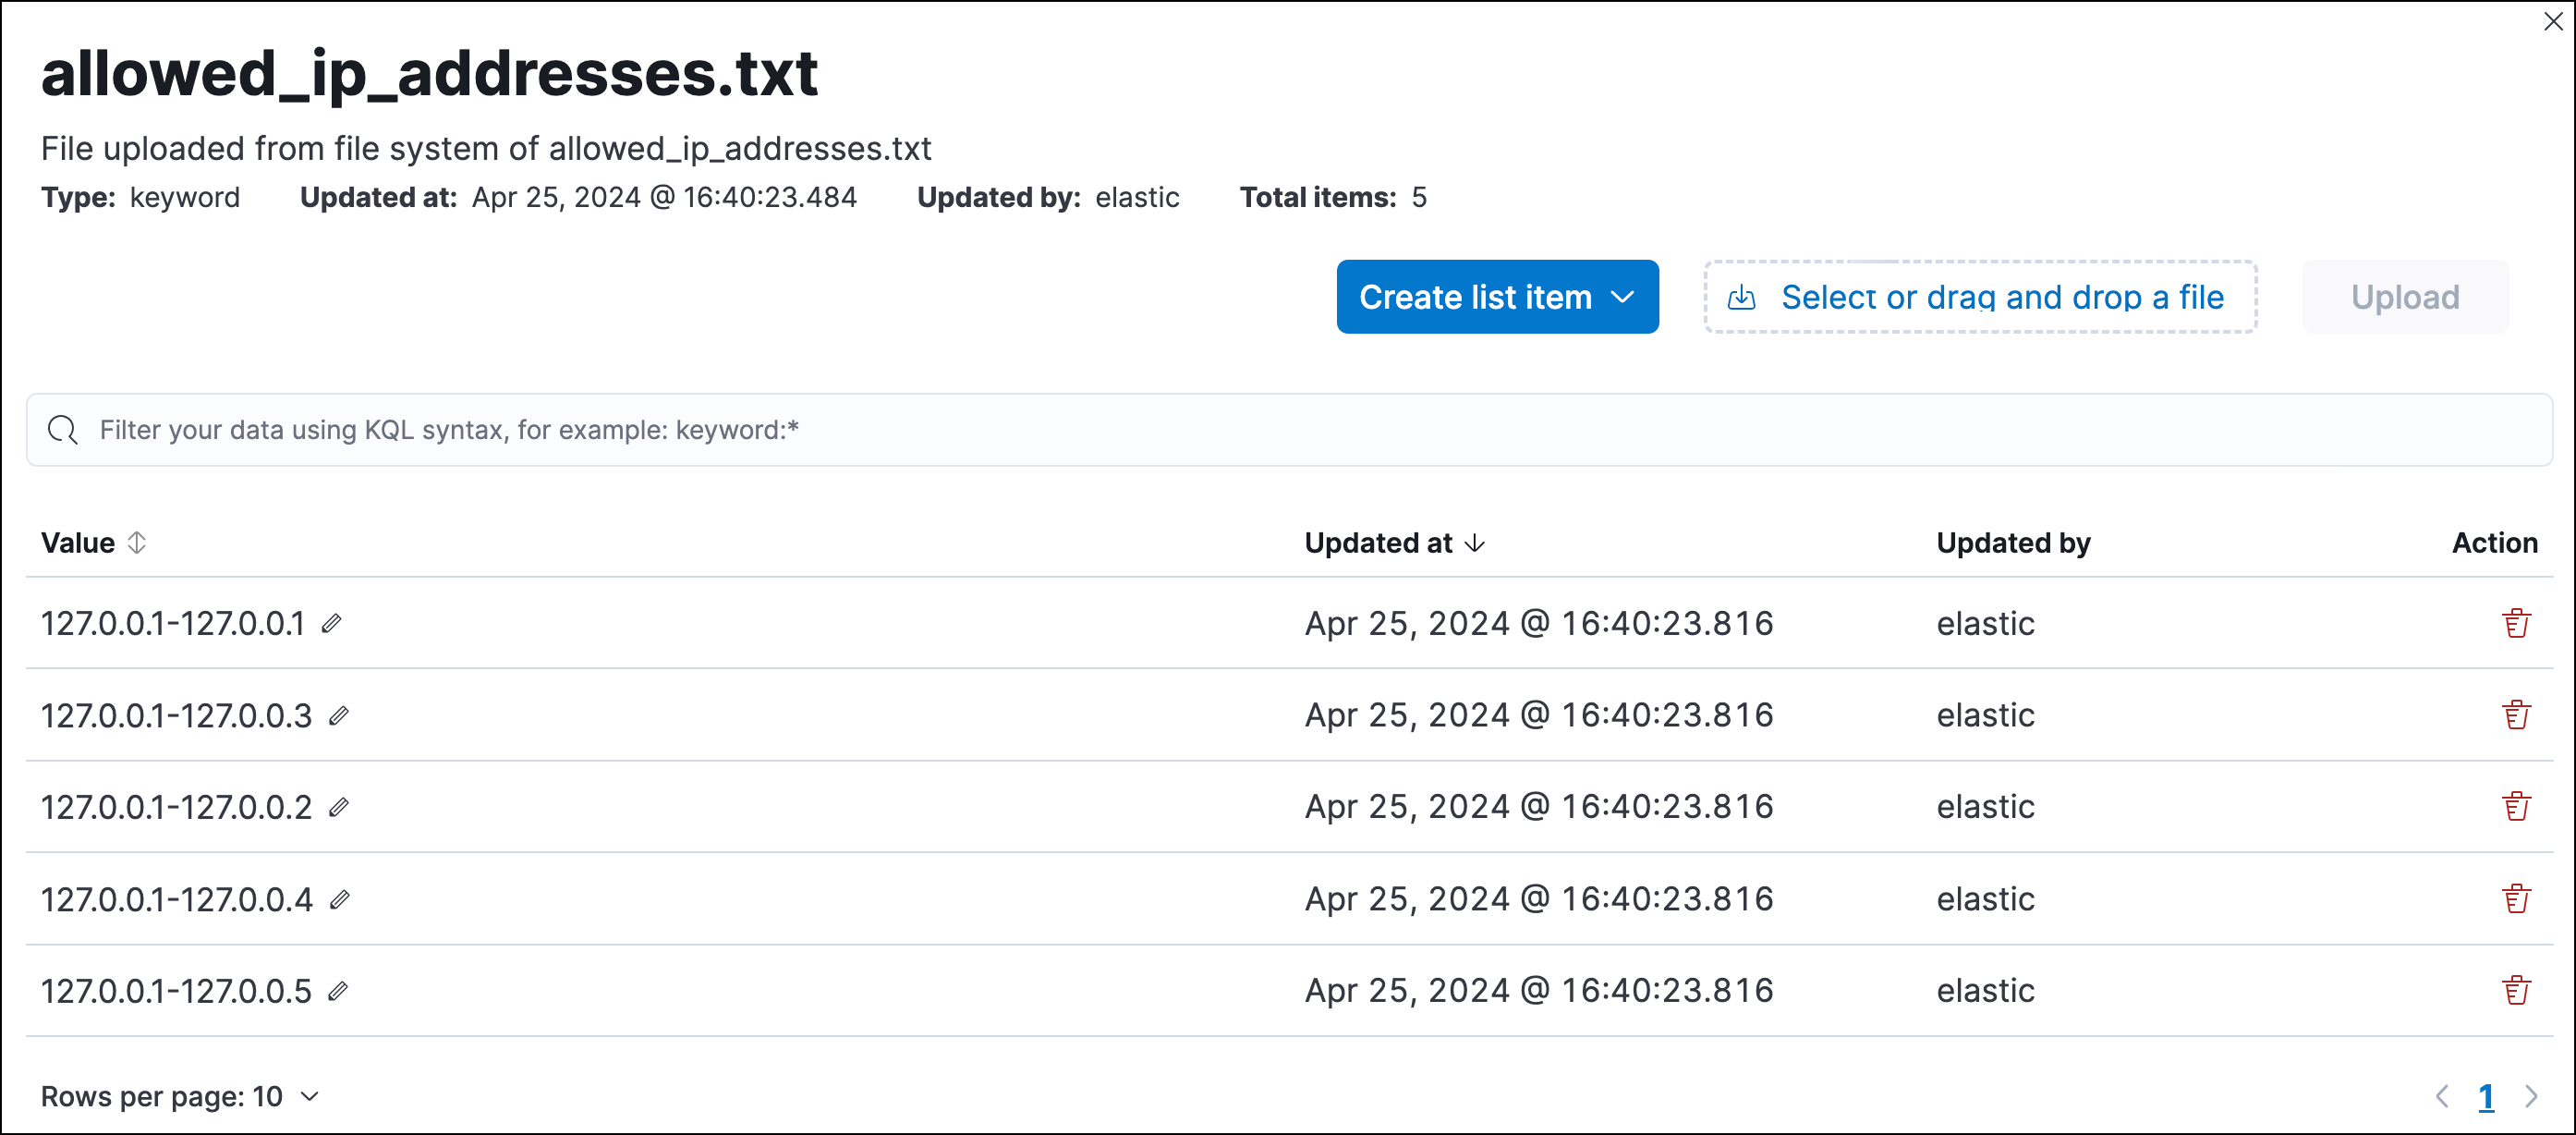 allowed_ip_addresses.txt
File uploaded from file system of allowed_ip_addresses.txt
Type: keyword Updated at: Apr 25, 2024 @ 16:40:23.484 Updated by: elastic Total items: 5
Create list item Select or drag and drop a file Upload
Filter your data using KQL syntax, for example: keyword:*
Value Updated at Updated by Action
127.0.0.1-127.0.0.1 Apr 25, 2024 @ 16:40:23.816 elastic
127.0.0.1-127.0.0.3 Apr 25, 2024 @ 16:40:23.816 elastic
127.0.0.1-127.0.0.2 Apr 25, 2024 @ 16:40:23.816 elastic
127.0.0.1-127.0.0.4 Apr 25, 2024 @ 16:40:23.816 elastic
127.0.0.1-127.0.0.5 Apr 25, 2024 @ 16:40:23.816 elastic
Rows per page: 10 1